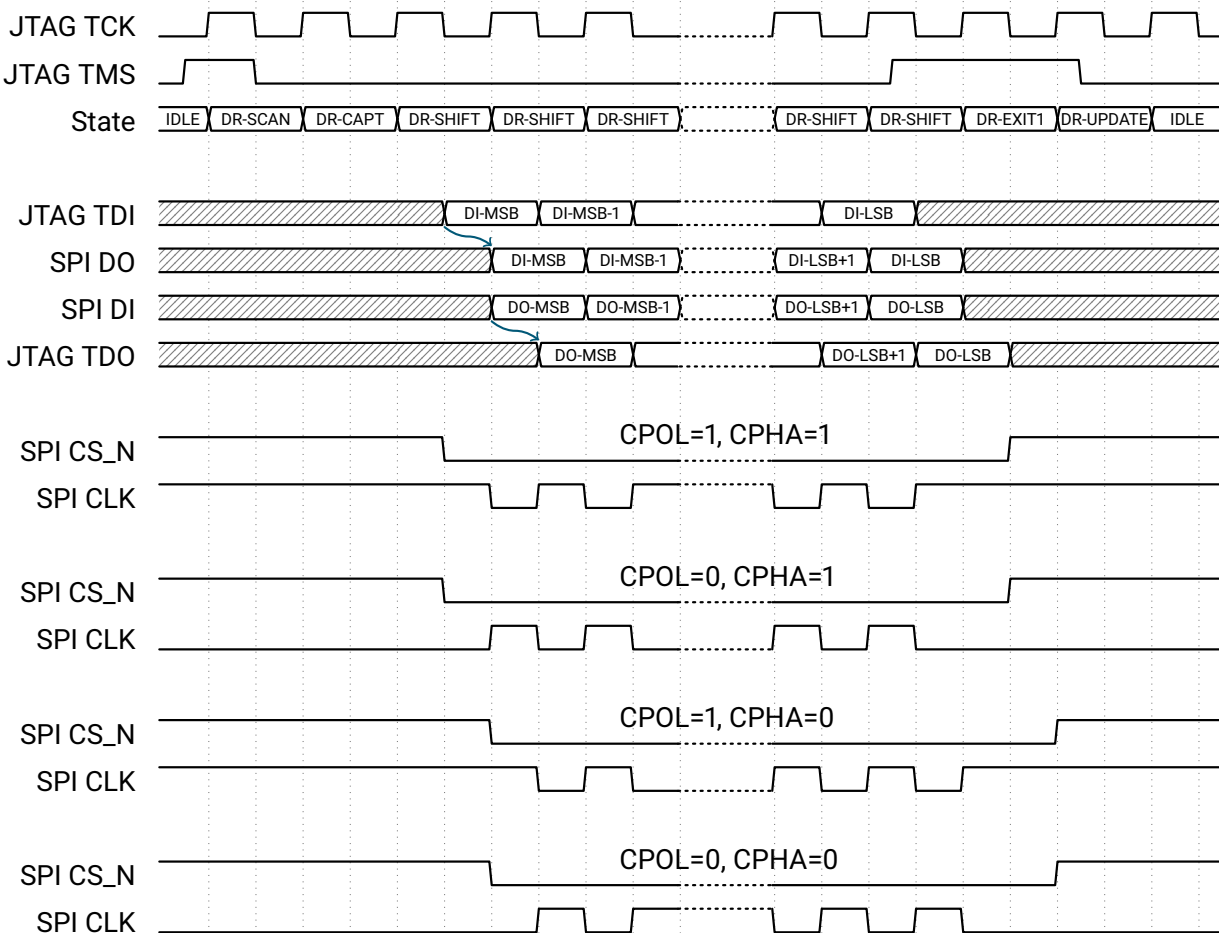 JTAG TCK
JTAG TMS
State IDLE DR-SCAN DR-CAPT DR-SHIFT DR-SHIFT DR-SHIFT DR-SHIFT DR-SHIFT DR-EXIT1 DR-UPDATE IDLE
JTAG TDI DI-MSB DI-MSB-1 DI-LSB
SPI DO DI-MSB DI-MSB-1 DI-LSB+1 DI-LSB
SPI DI DO-MSB DO-MSB-1 DO-LSB+1 DO-LSB
JTAG TDO DO-MSB DO-LSB+1 DO-LSB
CPOL=1, CPHA=1
SPI CS_N
SPI CLK
CPOL=0, CPHA=1
SPI CS_N
SPI CLK
CPOL=1, CPHA=0
SPI CS_N
SPI CLK
CPOL=0, CPHA=0
SPI CS_N
SPI CLK